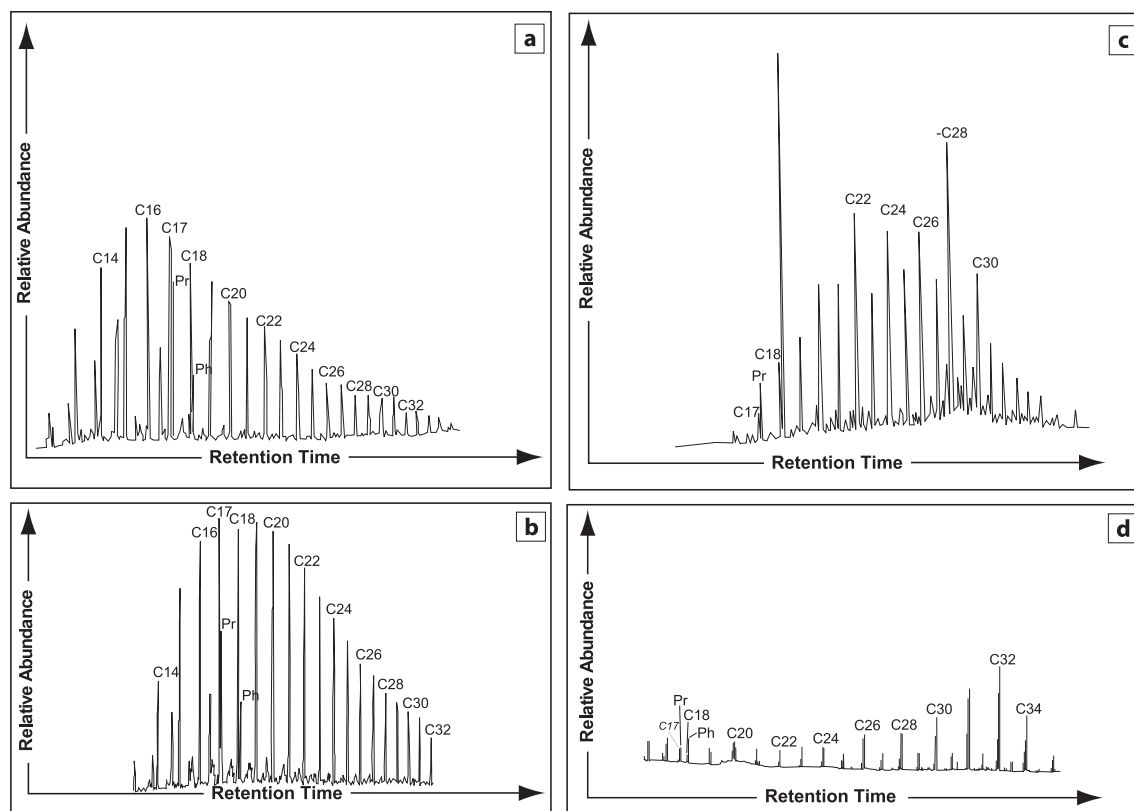 a
Relative Abundance
C14
C16
C17
Pr
C18
Ph
C20
C22
C24
C26
C28
C30
C32
Retention Time
c
Relative Abundance
C17
Pr
C18
C22
C24
C26
-C28
C30
Retention Time
b
Relative Abundance
C14
C16
C17
Pr
C18
Ph
C20
C22
C24
C26
C28
C30
C32
Retention Time
d
Relative Abundance
C17
Pr
C18
Ph
C20
C22
C24
C26
C28
C30
C32
C34
Retention Time